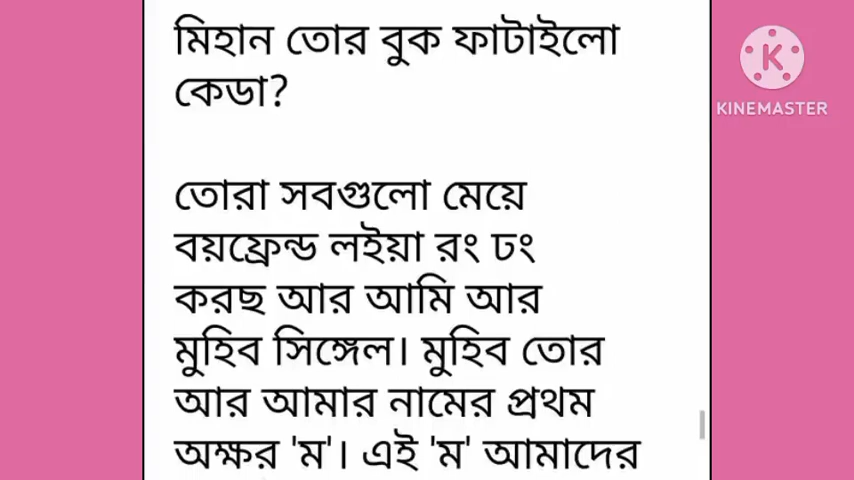 মিহান তোর বুক ফাটাইলো
কেডা?
তোরা সবগুলো মেয়ে
বয়ফ্রেন্ড লইয়া রং ঢং
করছ আর আমি আর
মুহিব সিঙ্গেল। মুহিব তোর
আর আমার নামের প্রথম
অক্ষর 'ম'। এই 'ম' আমাদের
KINEMASTER